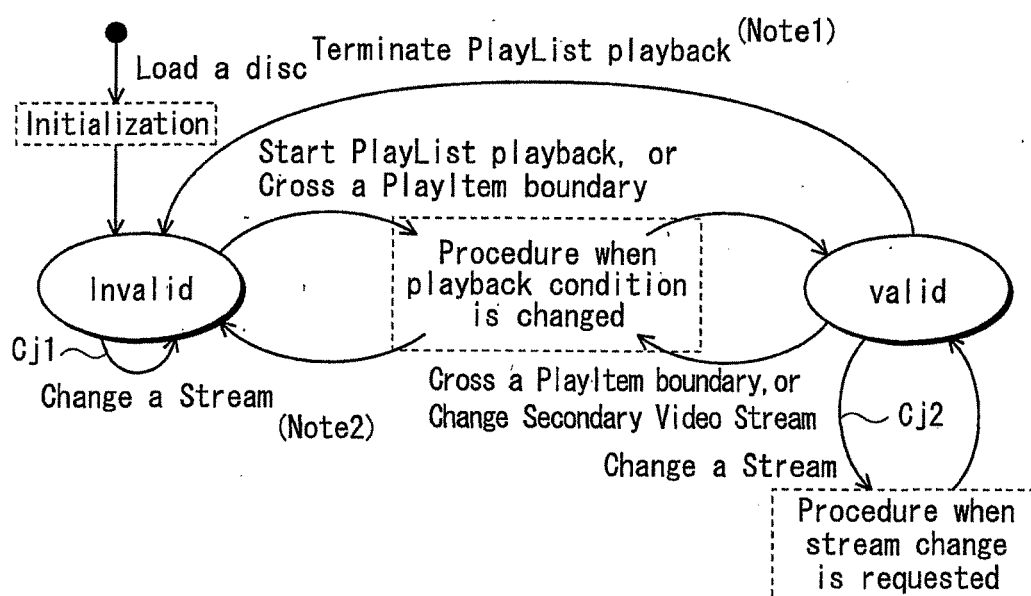 Load a disc
Terminate PlayList playback (Note1)
Initialization
Start PlayList playback, or
Cross a PlayItem boundary
Invalid
Procedure when
playback condition
is changed
valid
Cj1
Change a Stream (Note2)
Cross a PlayItem boundary, or
Change Secondary Video Stream
Cj2
Change a Stream
Procedure when
stream change
is requested